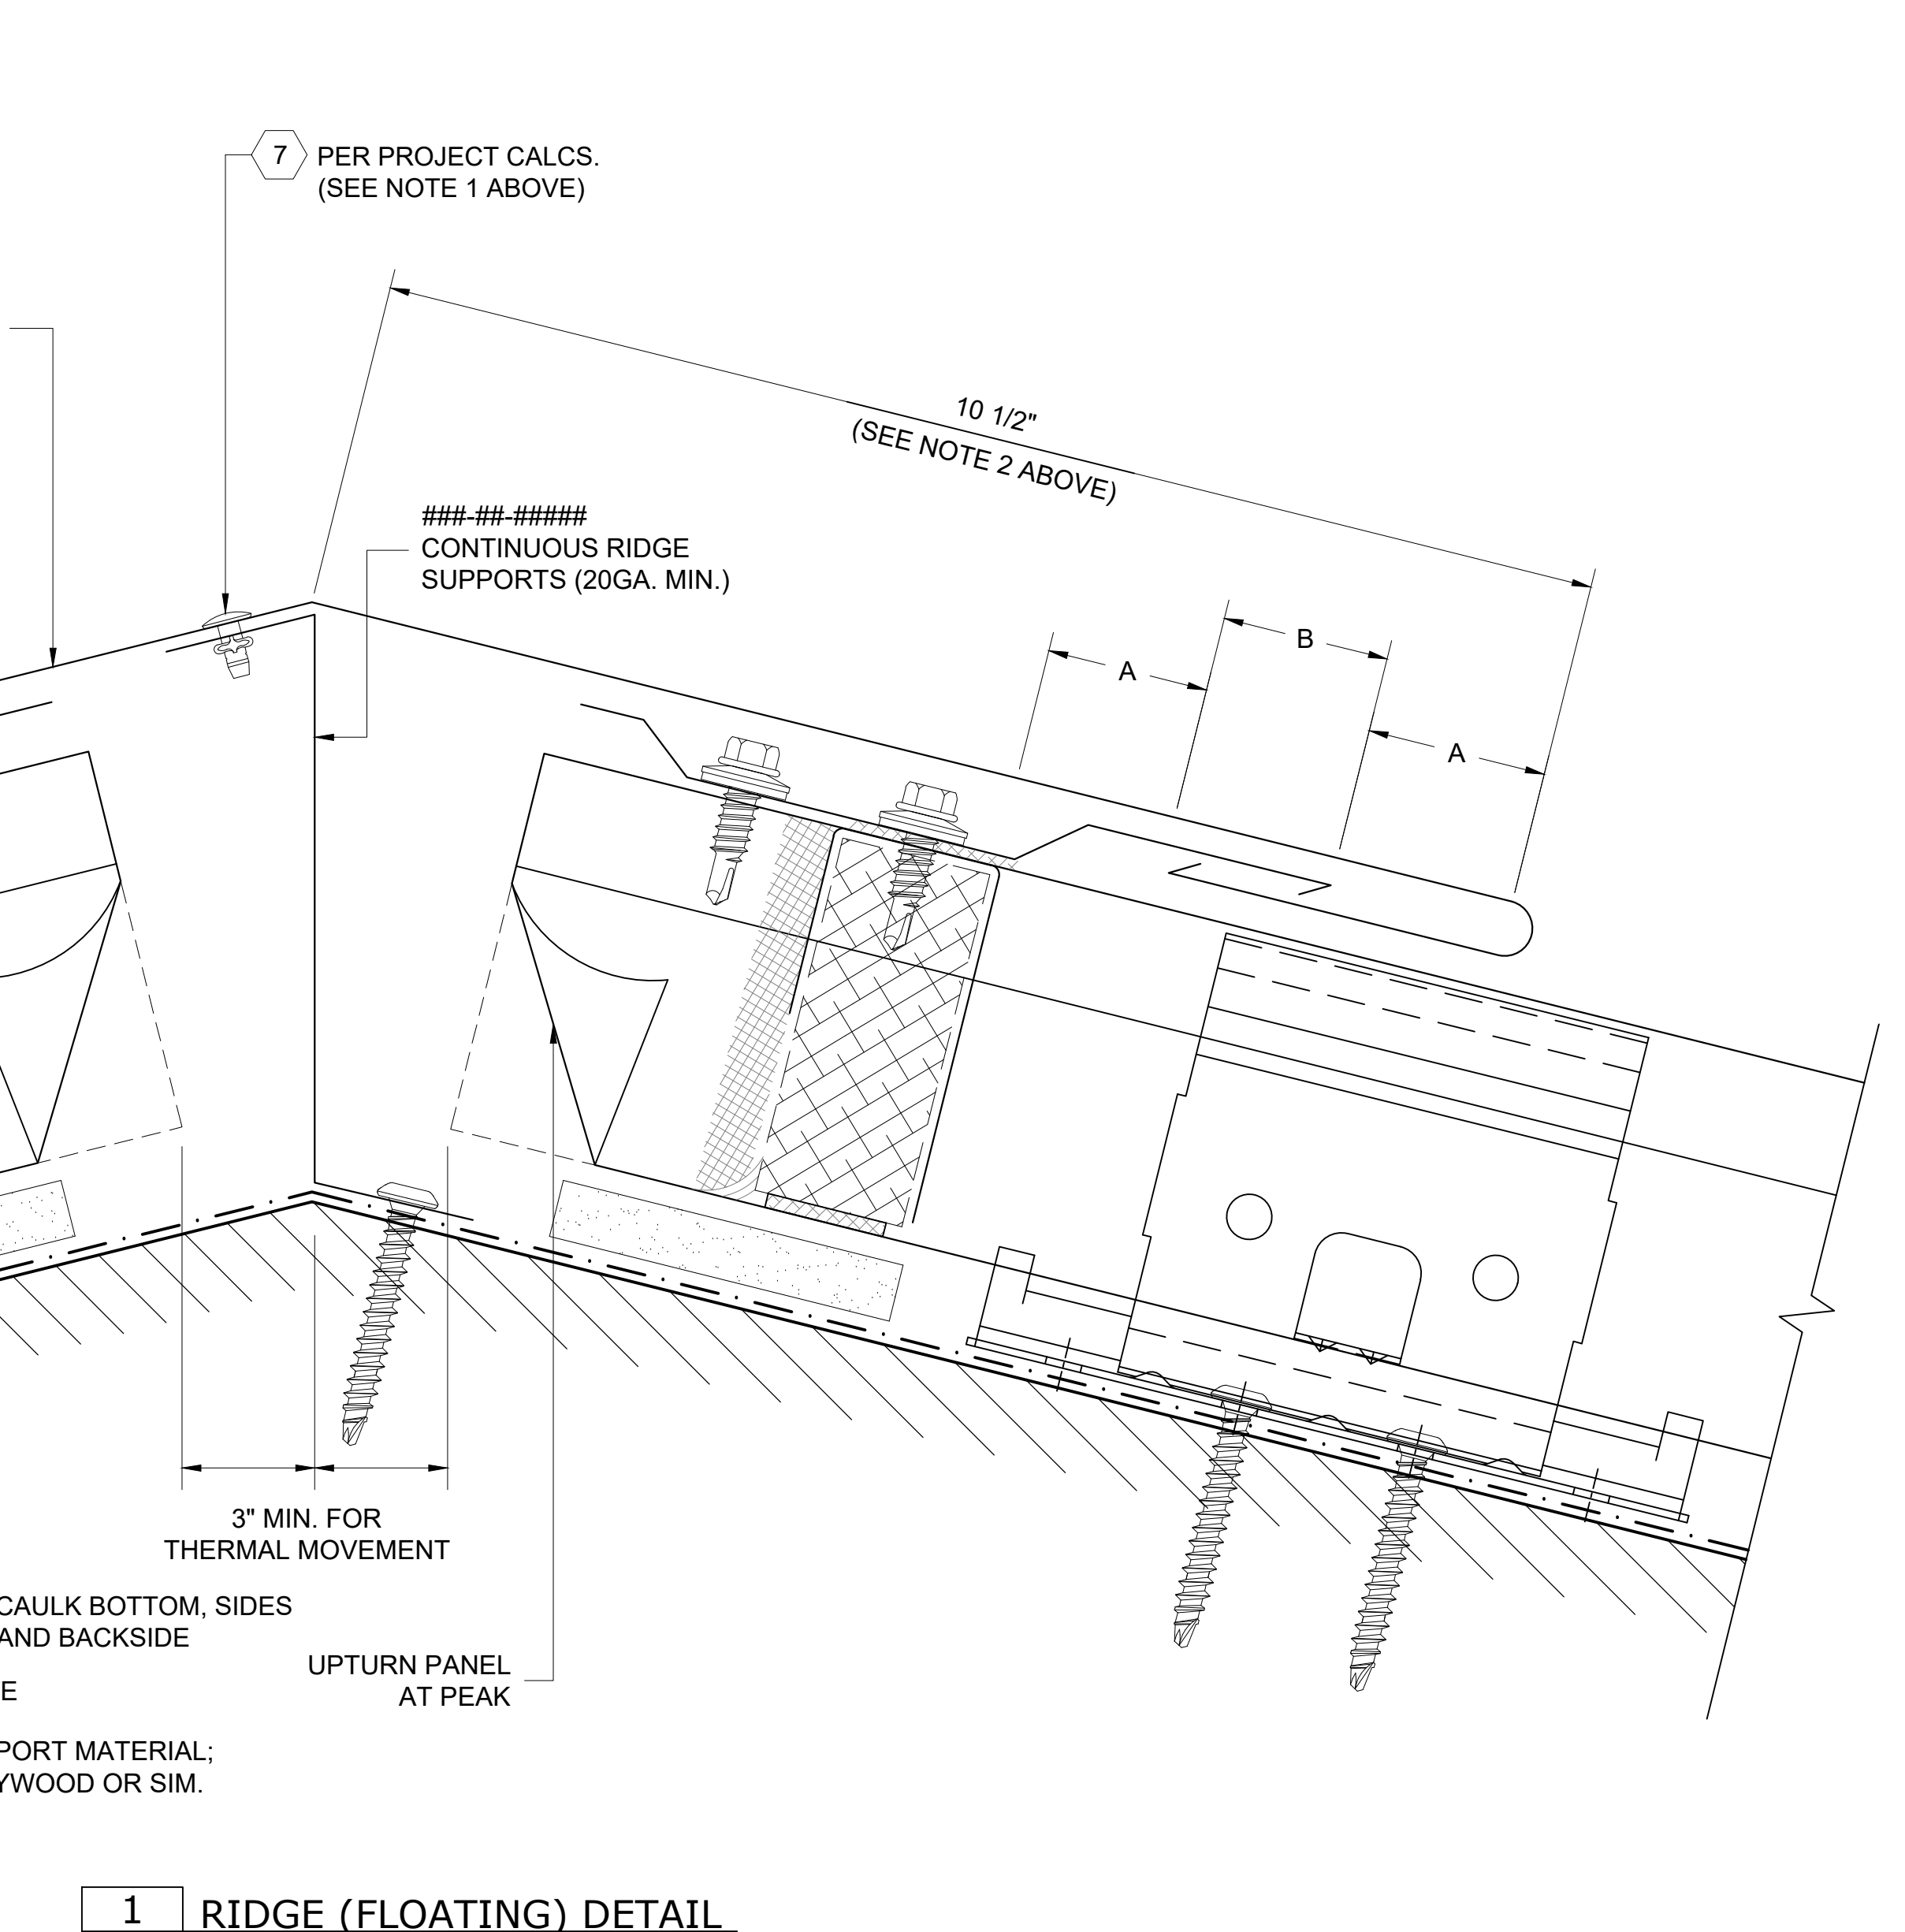 7
PER PROJECT CALCS.
(SEE NOTE 1 ABOVE)
10 1/2"
(SEE NOTE 2 ABOVE)
###-##-#####
CONTINUOUS RIDGE
SUPPORTS (20GA. MIN.)
A
B
A
3" MIN. FOR
THERMAL MOVEMENT
CAULK BOTTOM, SIDES
AND BACKSIDE
E
UPTURN PANEL
AT PEAK
PORT MATERIAL;
YWOOD OR SIM.
1
RIDGE (FLOATING) DETAIL